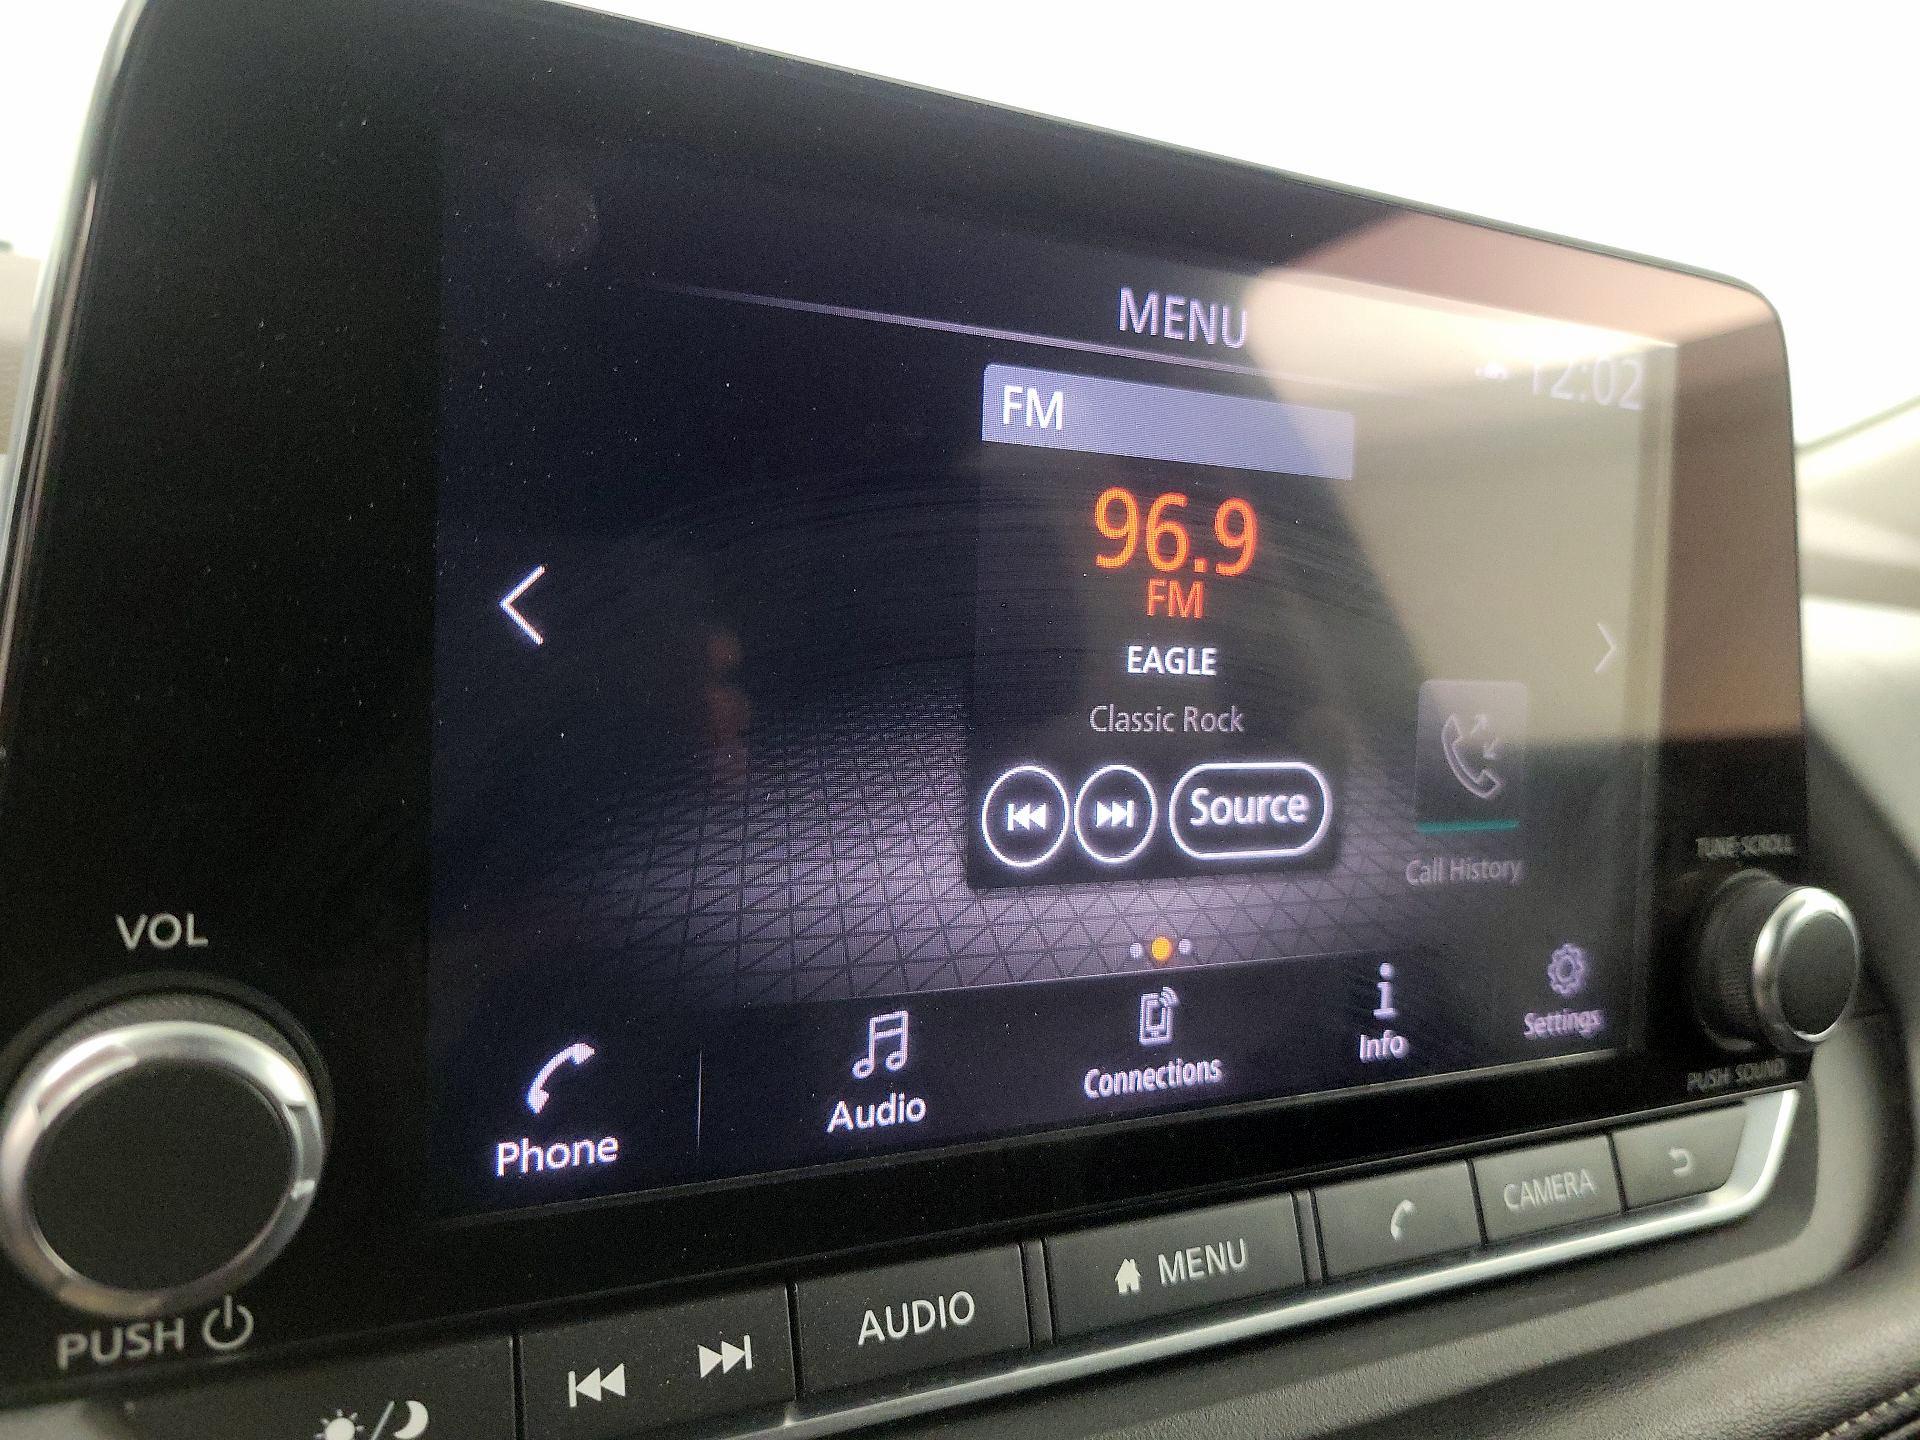 MENU
12:02
FM
96.9
FM
EAGLE
Classic Rock
Source
Call History
Phone
Audio
Connections
Info
Settings
VOL
PUSH
TUNE·SCROLL
PUSH SOUND
AUDIO
MENU
CAMERA